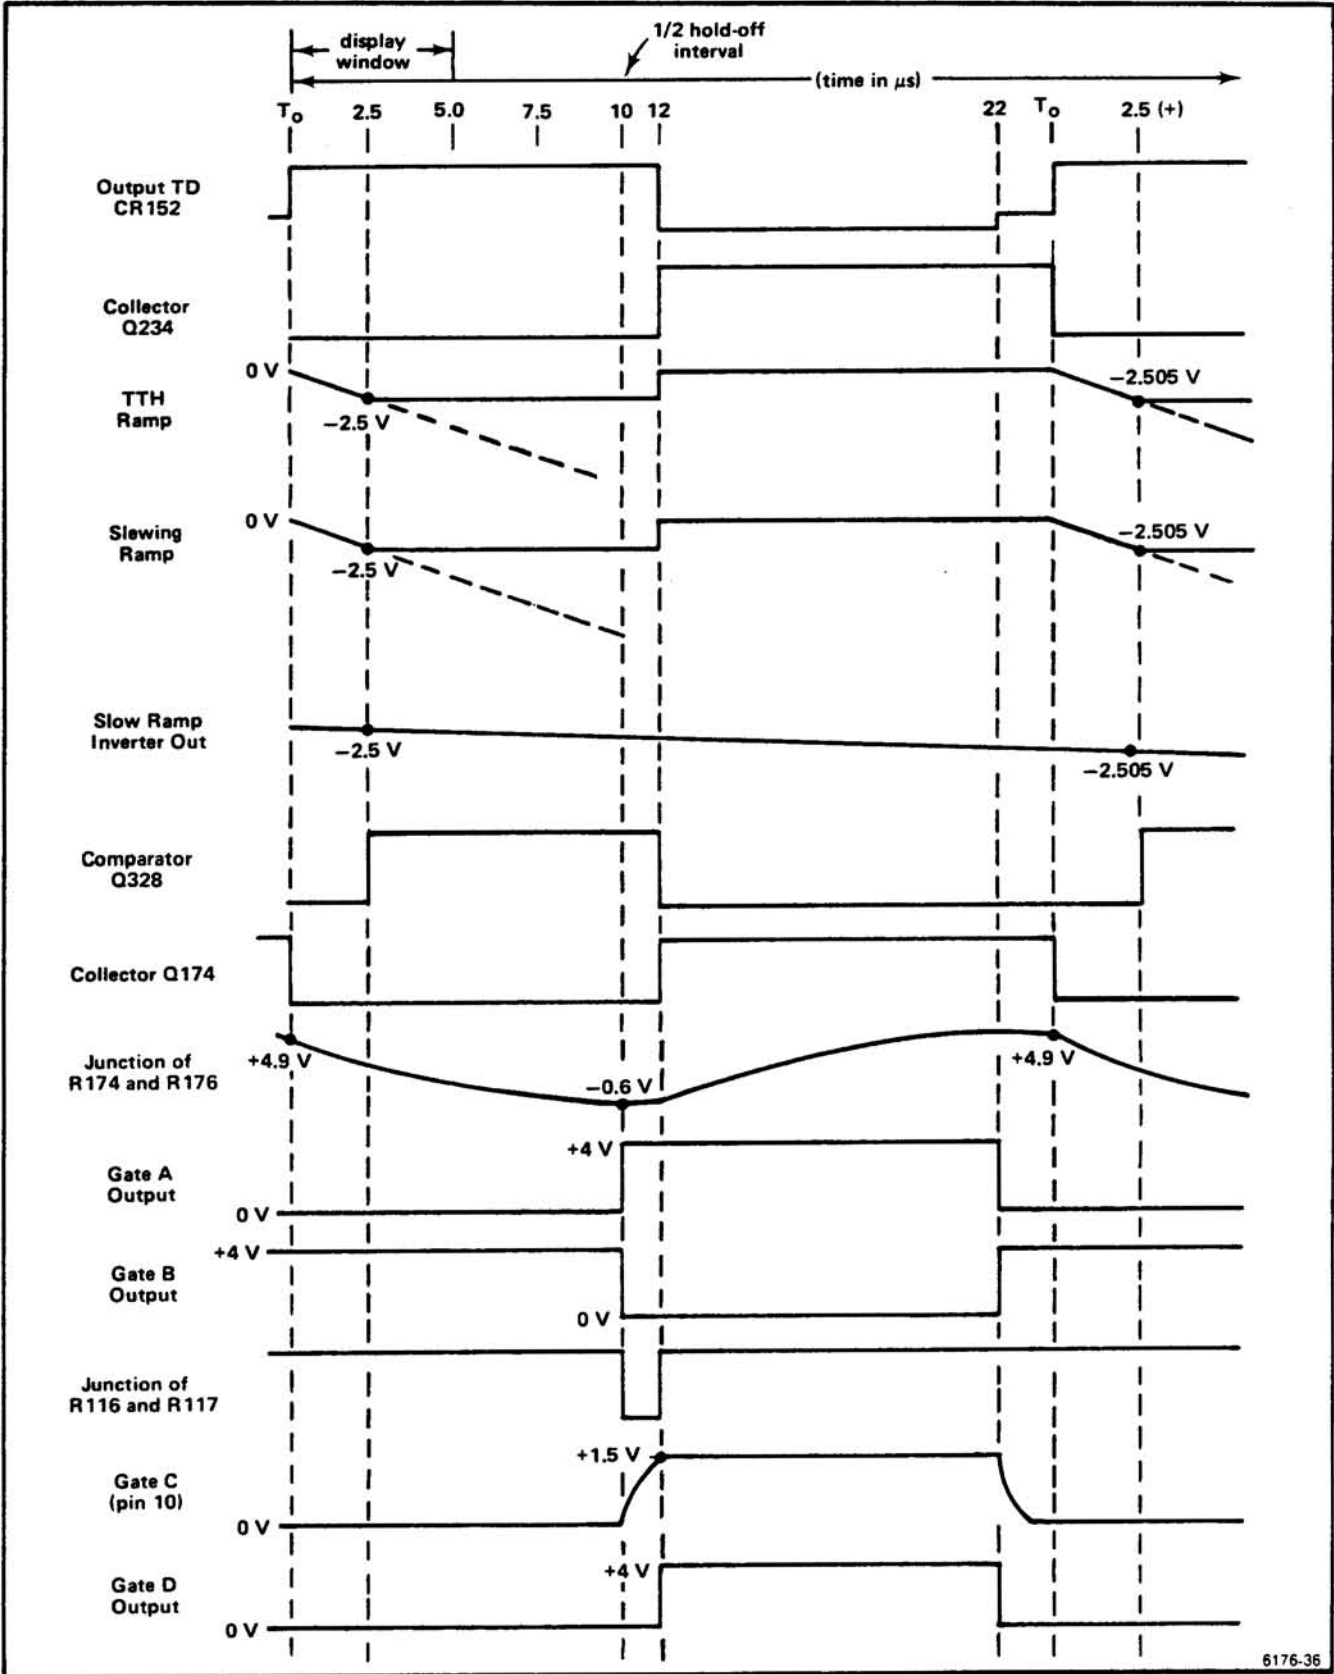 display
window
1/2 hold-off
interval
(time in μs)
To 2.5 5.0 7.5 10 12 22 To 2.5 (+)
Output TD
CR152
Collector
Q234
0 V
TTH
Ramp
−2.5 V
−2.505 V
0 V
Slewing
Ramp
−2.5 V
−2.505 V
Slow Ramp
Inverter Out
−2.5 V
−2.505 V
Comparator
Q328
Collector Q174
Junction of
R174 and R176
+4.9 V
−0.6 V
+4.9 V
Gate A
Output
+4 V
0 V
+4 V
Gate B
Output
0 V
Junction of
R116 and R117
Gate C
(pin 10)
+1.5 V
0 V
Gate D
Output
+4 V
0 V
6176-36